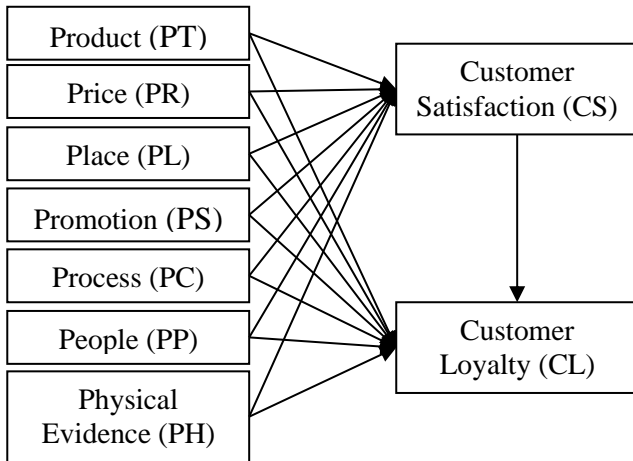 Product (PT)
Price (PR)
Place (PL)
Promotion (PS)
Process (PC)
People (PP)
Physical
Evidence (PH)
Customer
Satisfaction (CS)
Customer
Loyalty (CL)